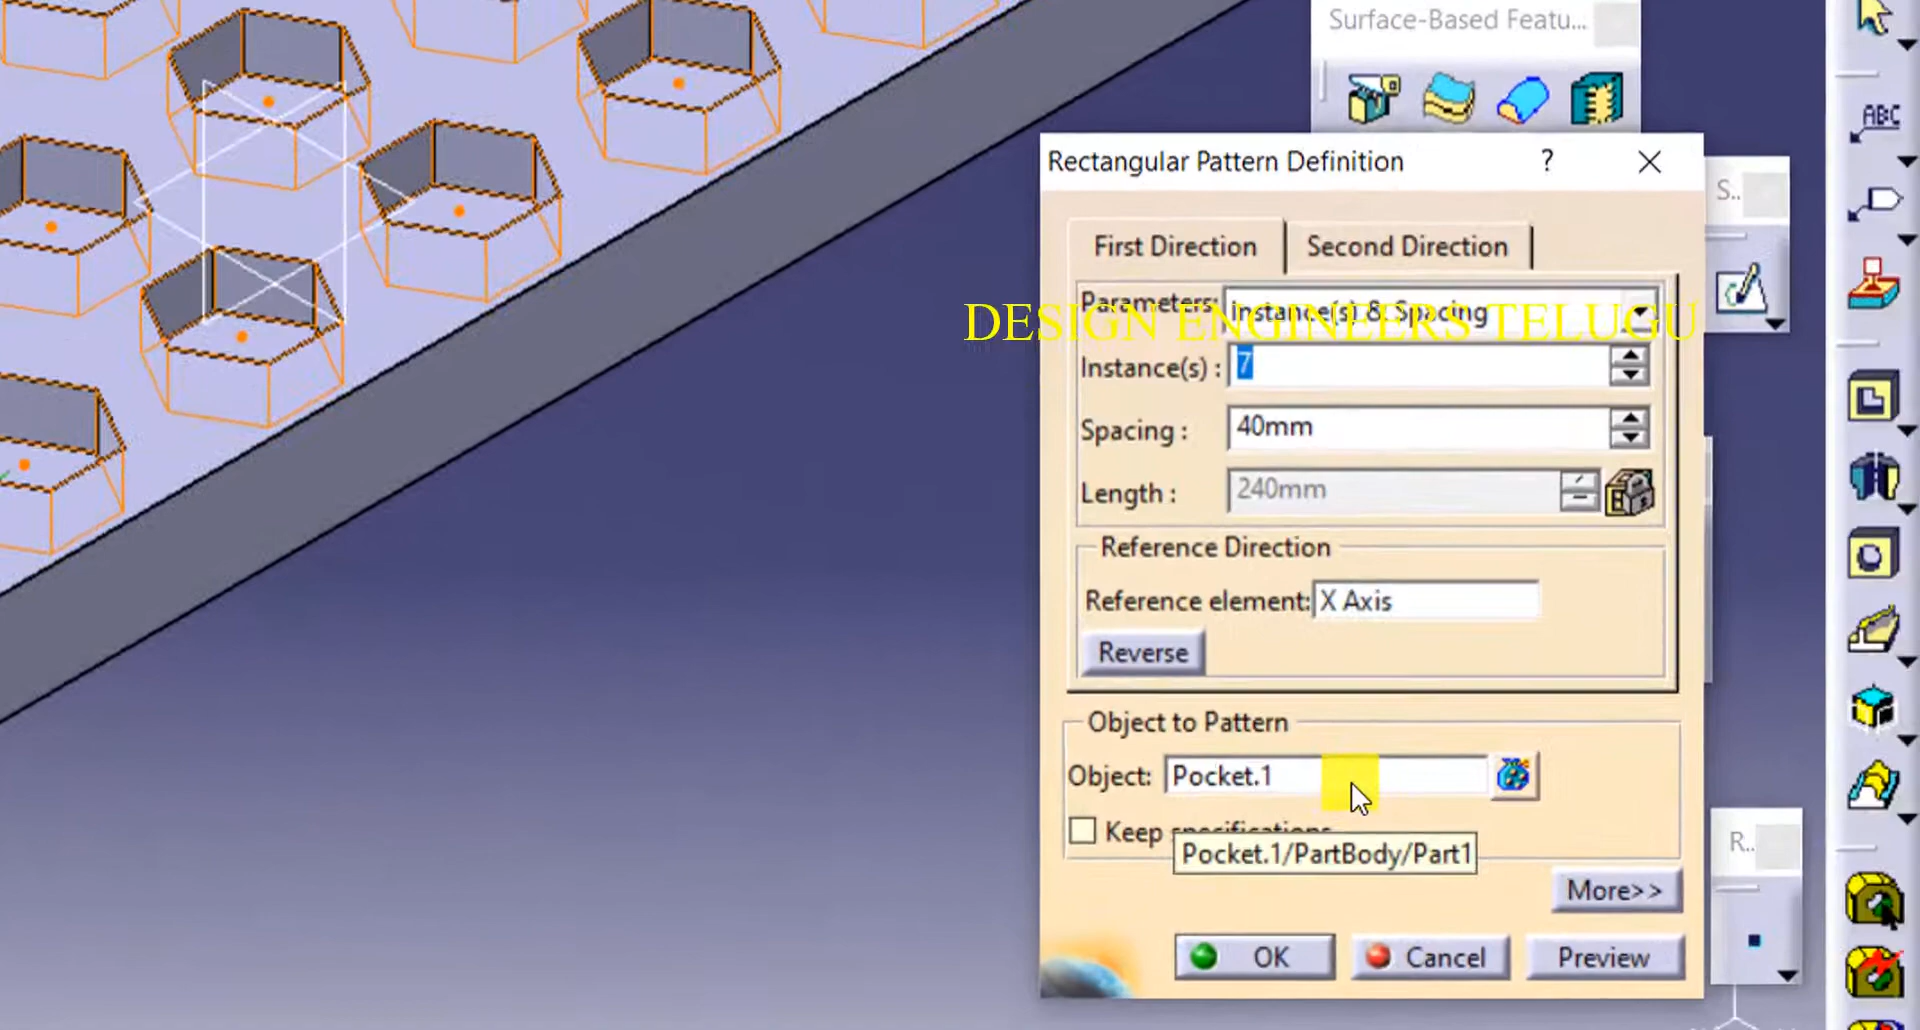 Surface-Based Featu...
Rectangular Pattern Definition ?
S..
ABC
First Direction Second Direction
Parameters: Instance(s) & Spacing
DESIGN ENGINEERS TELUGU
Instance(s) : 7
Spacing : 40mm
Length : 240mm
Reference Direction
Reference element: X Axis
Reverse
Object to Pattern
Object: Pocket.1
Keep specifications
Pocket.1/PartBody/Part1
R..
More>>
OK Cancel Preview